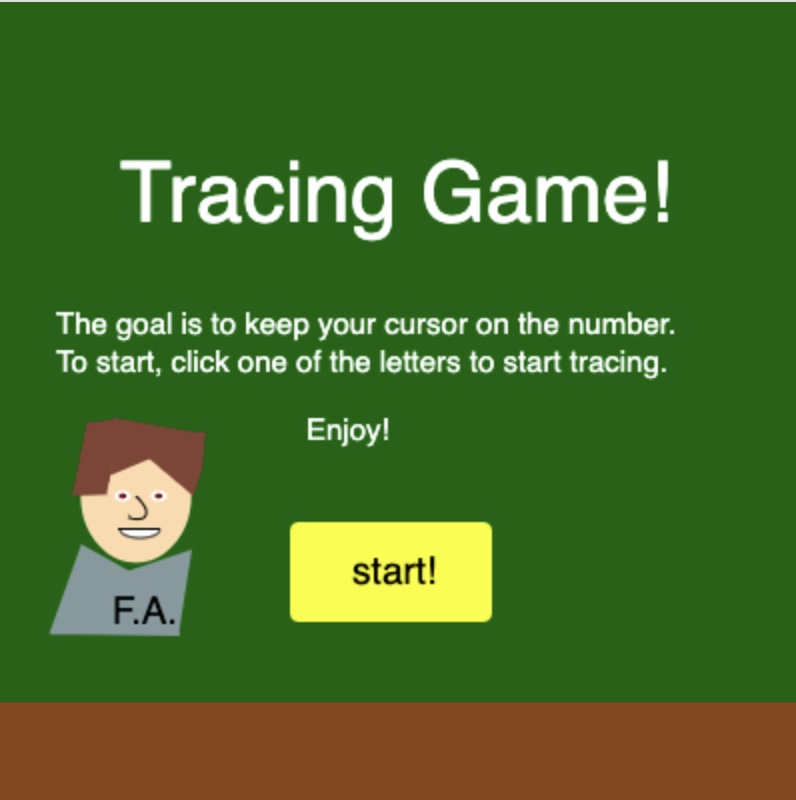 Tracing Game!
The goal is to keep your cursor on the number.
To start, click one of the letters to start tracing.
Enjoy!
start!
F.A.